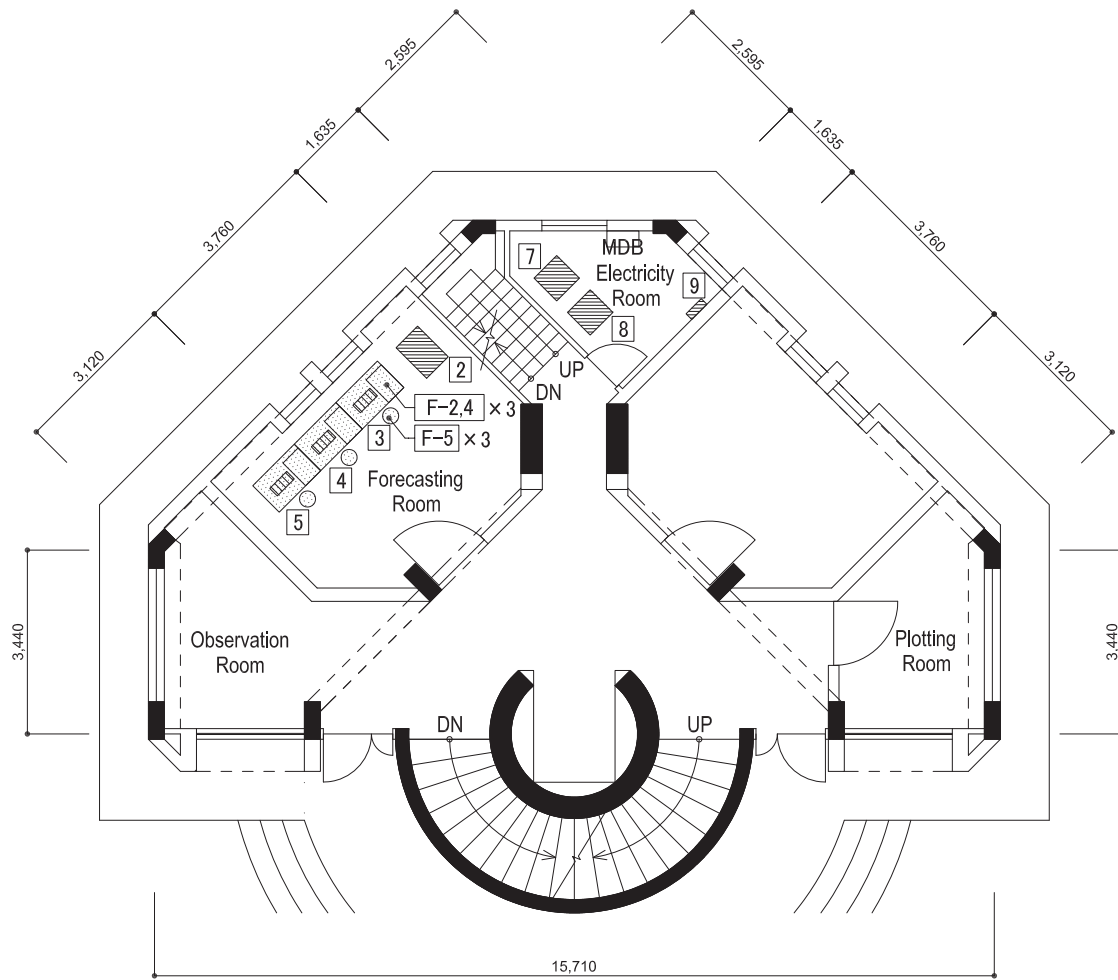 2,595
2,595
1,635
1,635
3,760
3,760
3,120
3,120
7
MDB
Electricity
Room
9
8
2
UP
DN
F-2,4 × 3
3
F-5 × 3
4
Forecasting
Room
5
3,440
Observation
Room
Plotting
Room
3,440
DN
UP
15,710